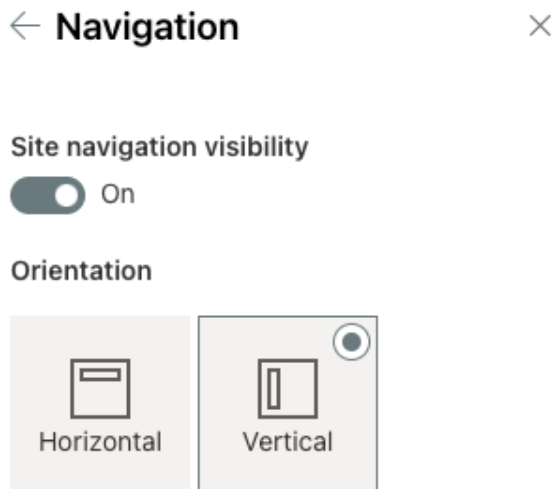 Navigation
Site navigation visibility
On
Orientation
Horizontal
Vertical